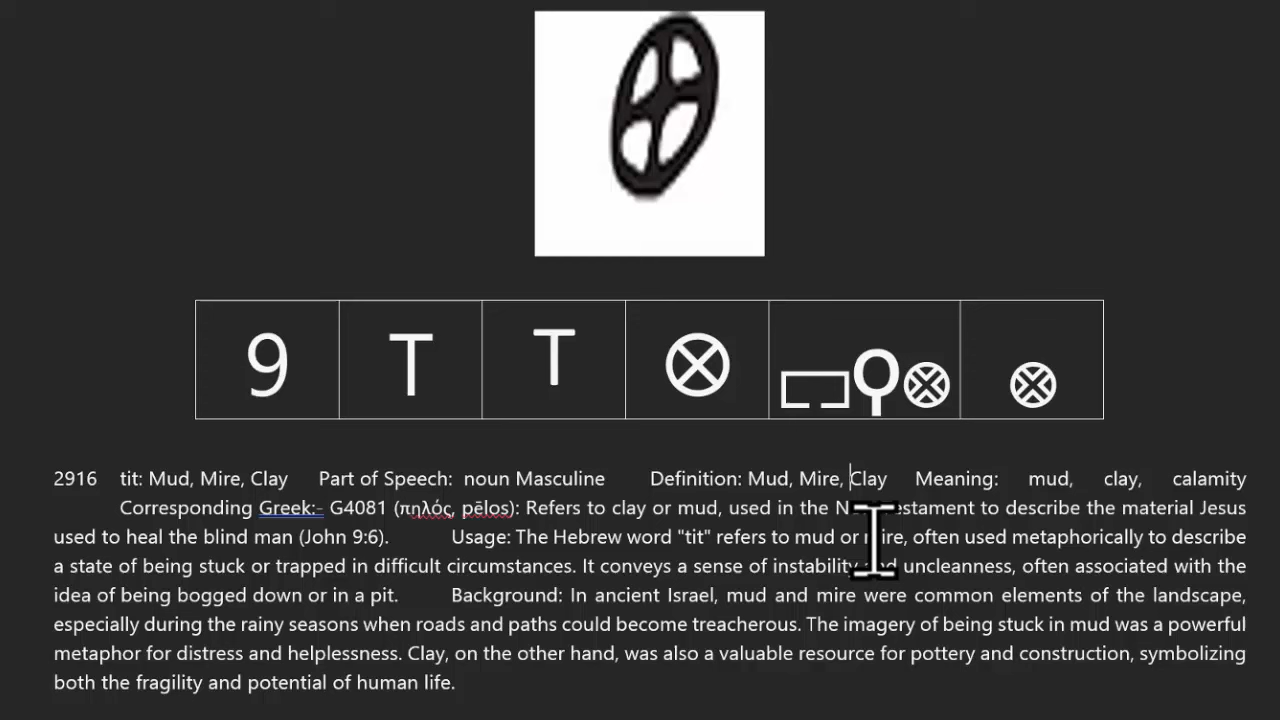 9 T T ⊗ ⊗ ⊗
2916 tit: Mud, Mire, Clay Part of Speech: noun Masculine Definition: Mud, Mire, Clay Meaning: mud, clay, calamity
Corresponding Greek:- G4081 (πηλός, pēlos): Refers to clay or mud, used in the N estament to describe the material Jesus
used to heal the blind man (John 9:6). Usage: The Hebrew word "tit" refers to mud or mire, often used metaphorically to describe
a state of being stuck or trapped in difficult circumstances. It conveys a sense of instability and uncleanness, often associated with the
idea of being bogged down or in a pit. Background: In ancient Israel, mud and mire were common elements of the landscape,
especially during the rainy seasons when roads and paths could become treacherous. The imagery of being stuck in mud was a powerful
metaphor for distress and helplessness. Clay, on the other hand, was also a valuable resource for pottery and construction, symbolizing
both the fragility and potential of human life.